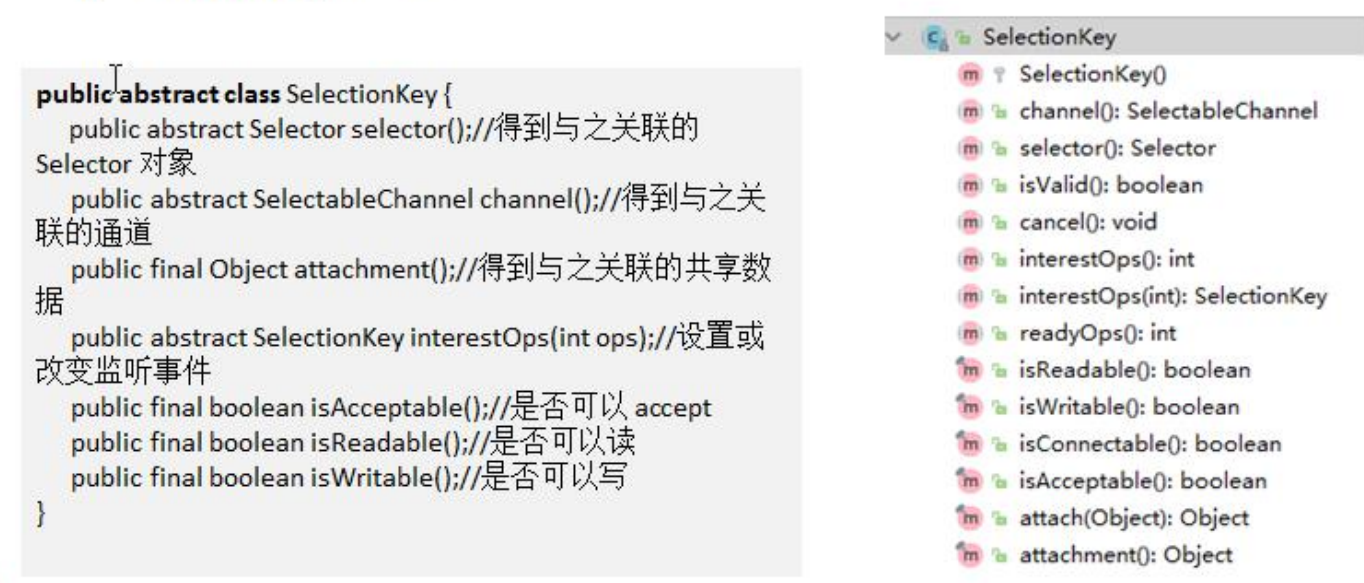 public abstract class SelectionKey {
public abstract Selector selector();//得到与之关联的
Selector 对象
public abstract SelectableChannel channel();//得到与之关
联的通道
public final Object attachment();//得到与之关联的共享数
据
public abstract SelectionKey interestOps(int ops);//设置或
改变监听事件
public final boolean isAcceptable();//是否可以 accept
public final boolean isReadable();//是否可以读
public final boolean isWritable();//是否可以写
}
SelectionKey
SelectionKey()
channel(): SelectableChannel
selector(): Selector
isValid(): boolean
cancel(): void
interestOps(): int
interestOps(int): SelectionKey
readyOps(): int
isReadable(): boolean
isWritable(): boolean
isConnectable(): boolean
isAcceptable(): boolean
attach(Object): Object
attachment(): Object